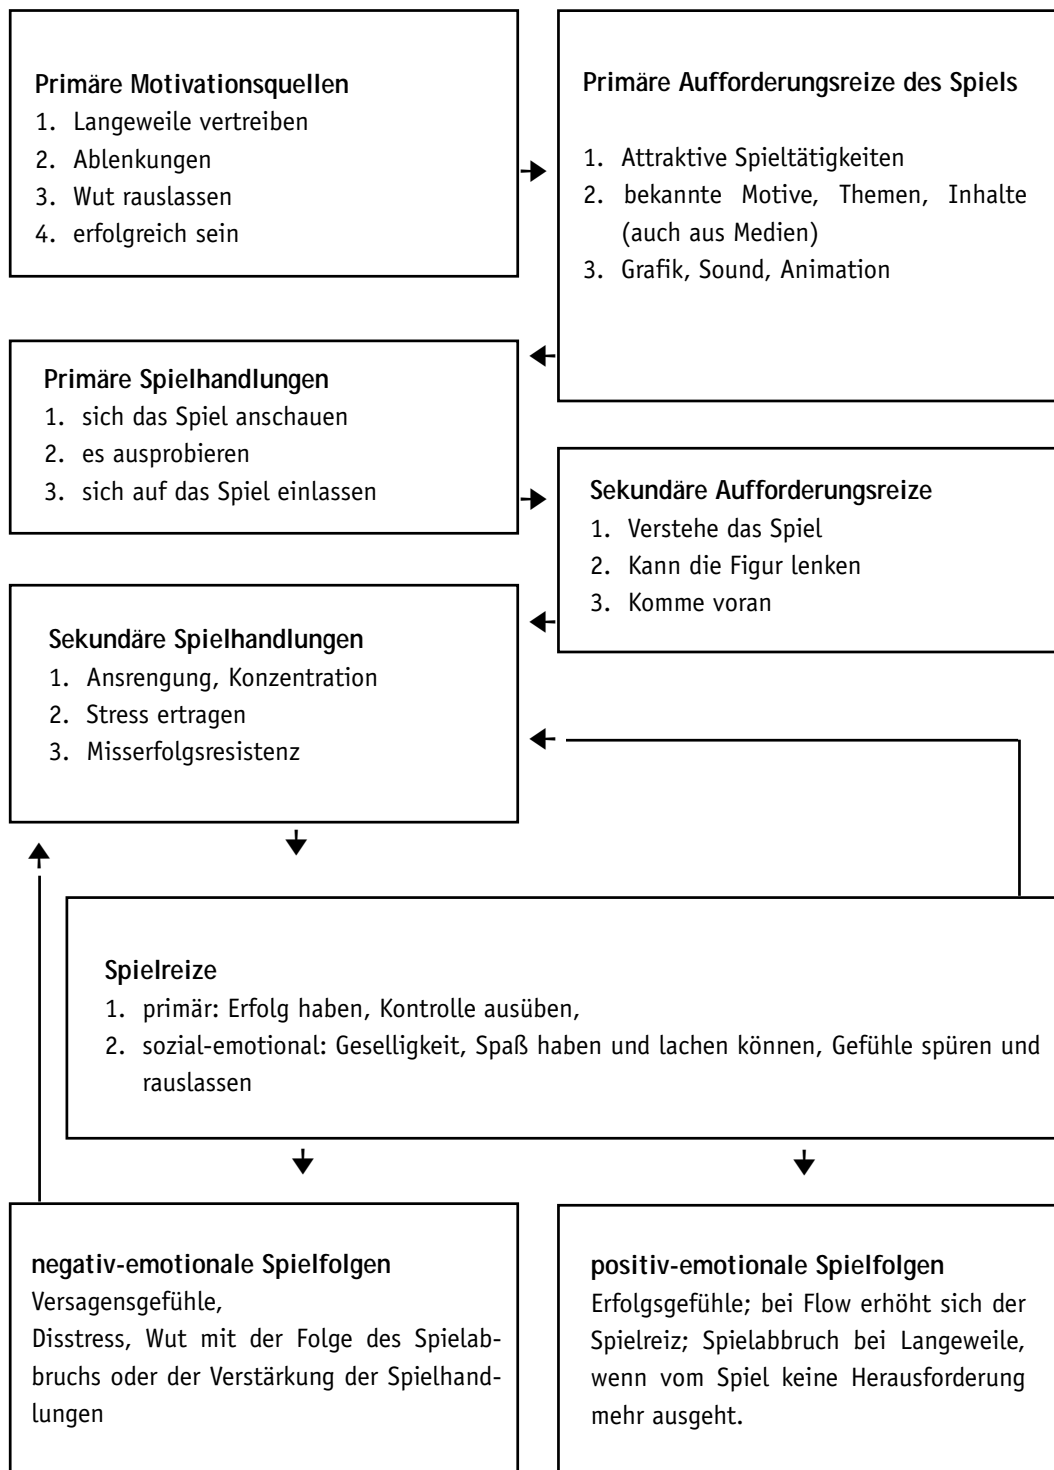 Primäre Motivationsquellen
1. Langeweile vertreiben
2. Ablenkungen
3. Wut rauslassen
4. erfolgreich sein
Primäre Aufforderungsreize des Spiels
1. Attraktive Spieltätigkeiten
2. bekannte Motive, Themen, Inhalte
(auch aus Medien)
3. Grafik, Sound, Animation
Primäre Spielhandlungen
1. sich das Spiel anschauen
2. es ausprobieren
3. sich auf das Spiel einlassen
Sekundäre Aufforderungsreize
1. Verstehe das Spiel
2. Kann die Figur lenken
3. Komme voran
Sekundäre Spielhandlungen
1. Ansrengung, Konzentration
2. Stress ertragen
3. Misserfolgsresistenz
Spielreize
1. primär: Erfolg haben, Kontrolle ausüben,
2. sozial-emotional: Geselligkeit, Spaß haben und lachen können, Gefühle spüren und
rauslassen
negativ-emotionale Spielfolgen
Versagensgefühle,
Disstress, Wut mit der Folge des Spielab-
bruchs oder der Verstärkung der Spielhand-
lungen
positiv-emotionale Spielfolgen
Erfolgsgefühle; bei Flow erhöht sich der
Spielreiz; Spielabbruch bei Langeweile,
wenn vom Spiel keine Herausforderung
mehr ausgeht.